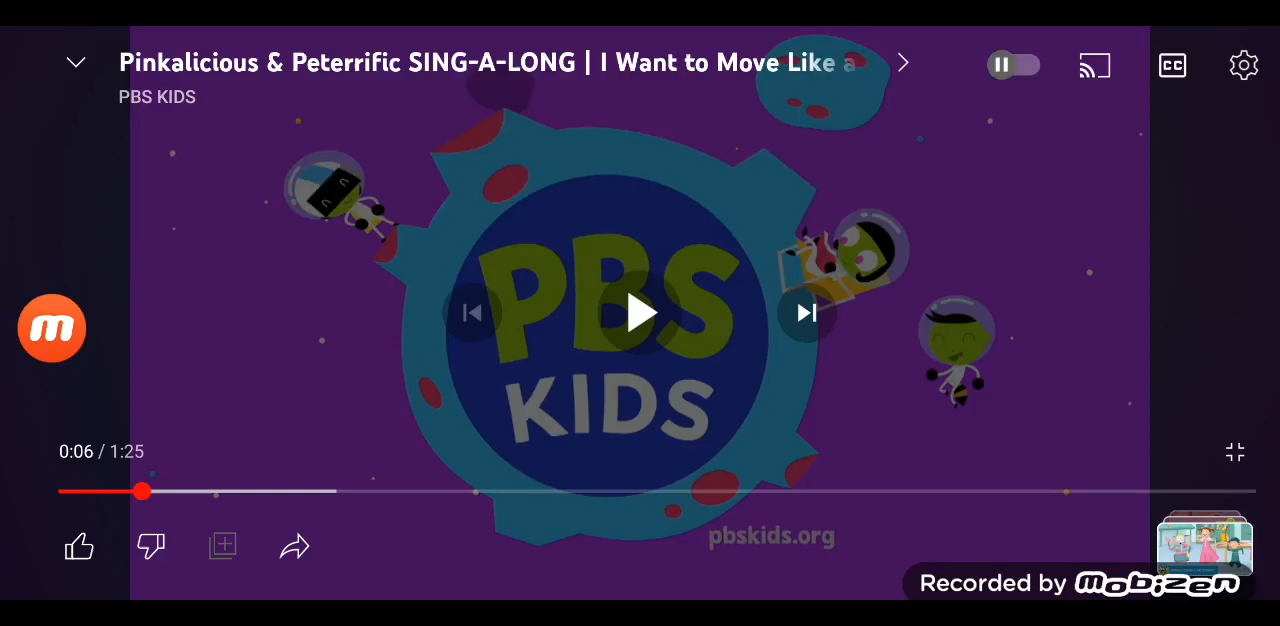 Pinkalicious & Peterrific SING-A-LONG | I Want to Move Like a
PBS KIDS
CC
PBS
KIDS
m
0:06 / 1:25
pbskids.org
Recorded by mobizen